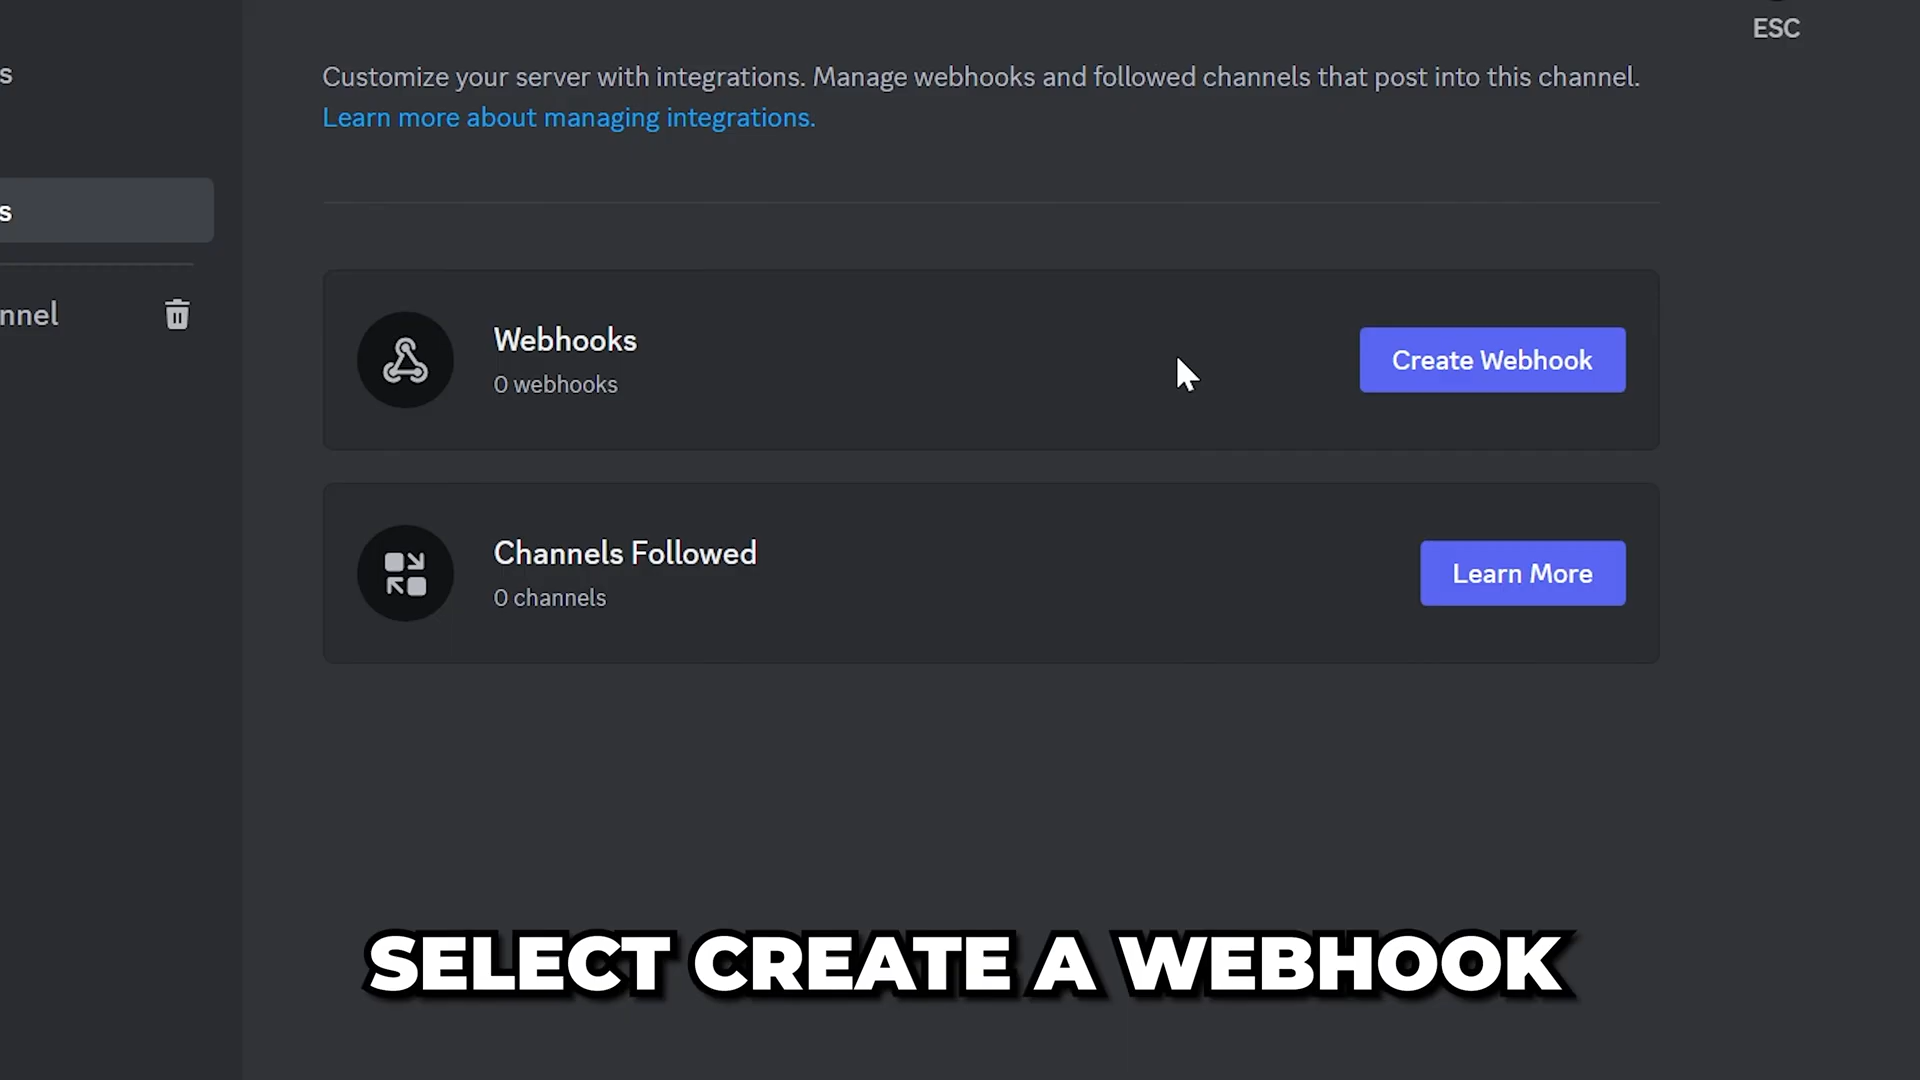 ESC
s
Customize your server with integrations. Manage webhooks and followed channels that post into this channel.
Learn more about managing integrations.
s
nnel
Webhooks
0 webhooks
Create Webhook
Channels Followed
0 channels
Learn More
SELECT CREATE A WEBHOOK